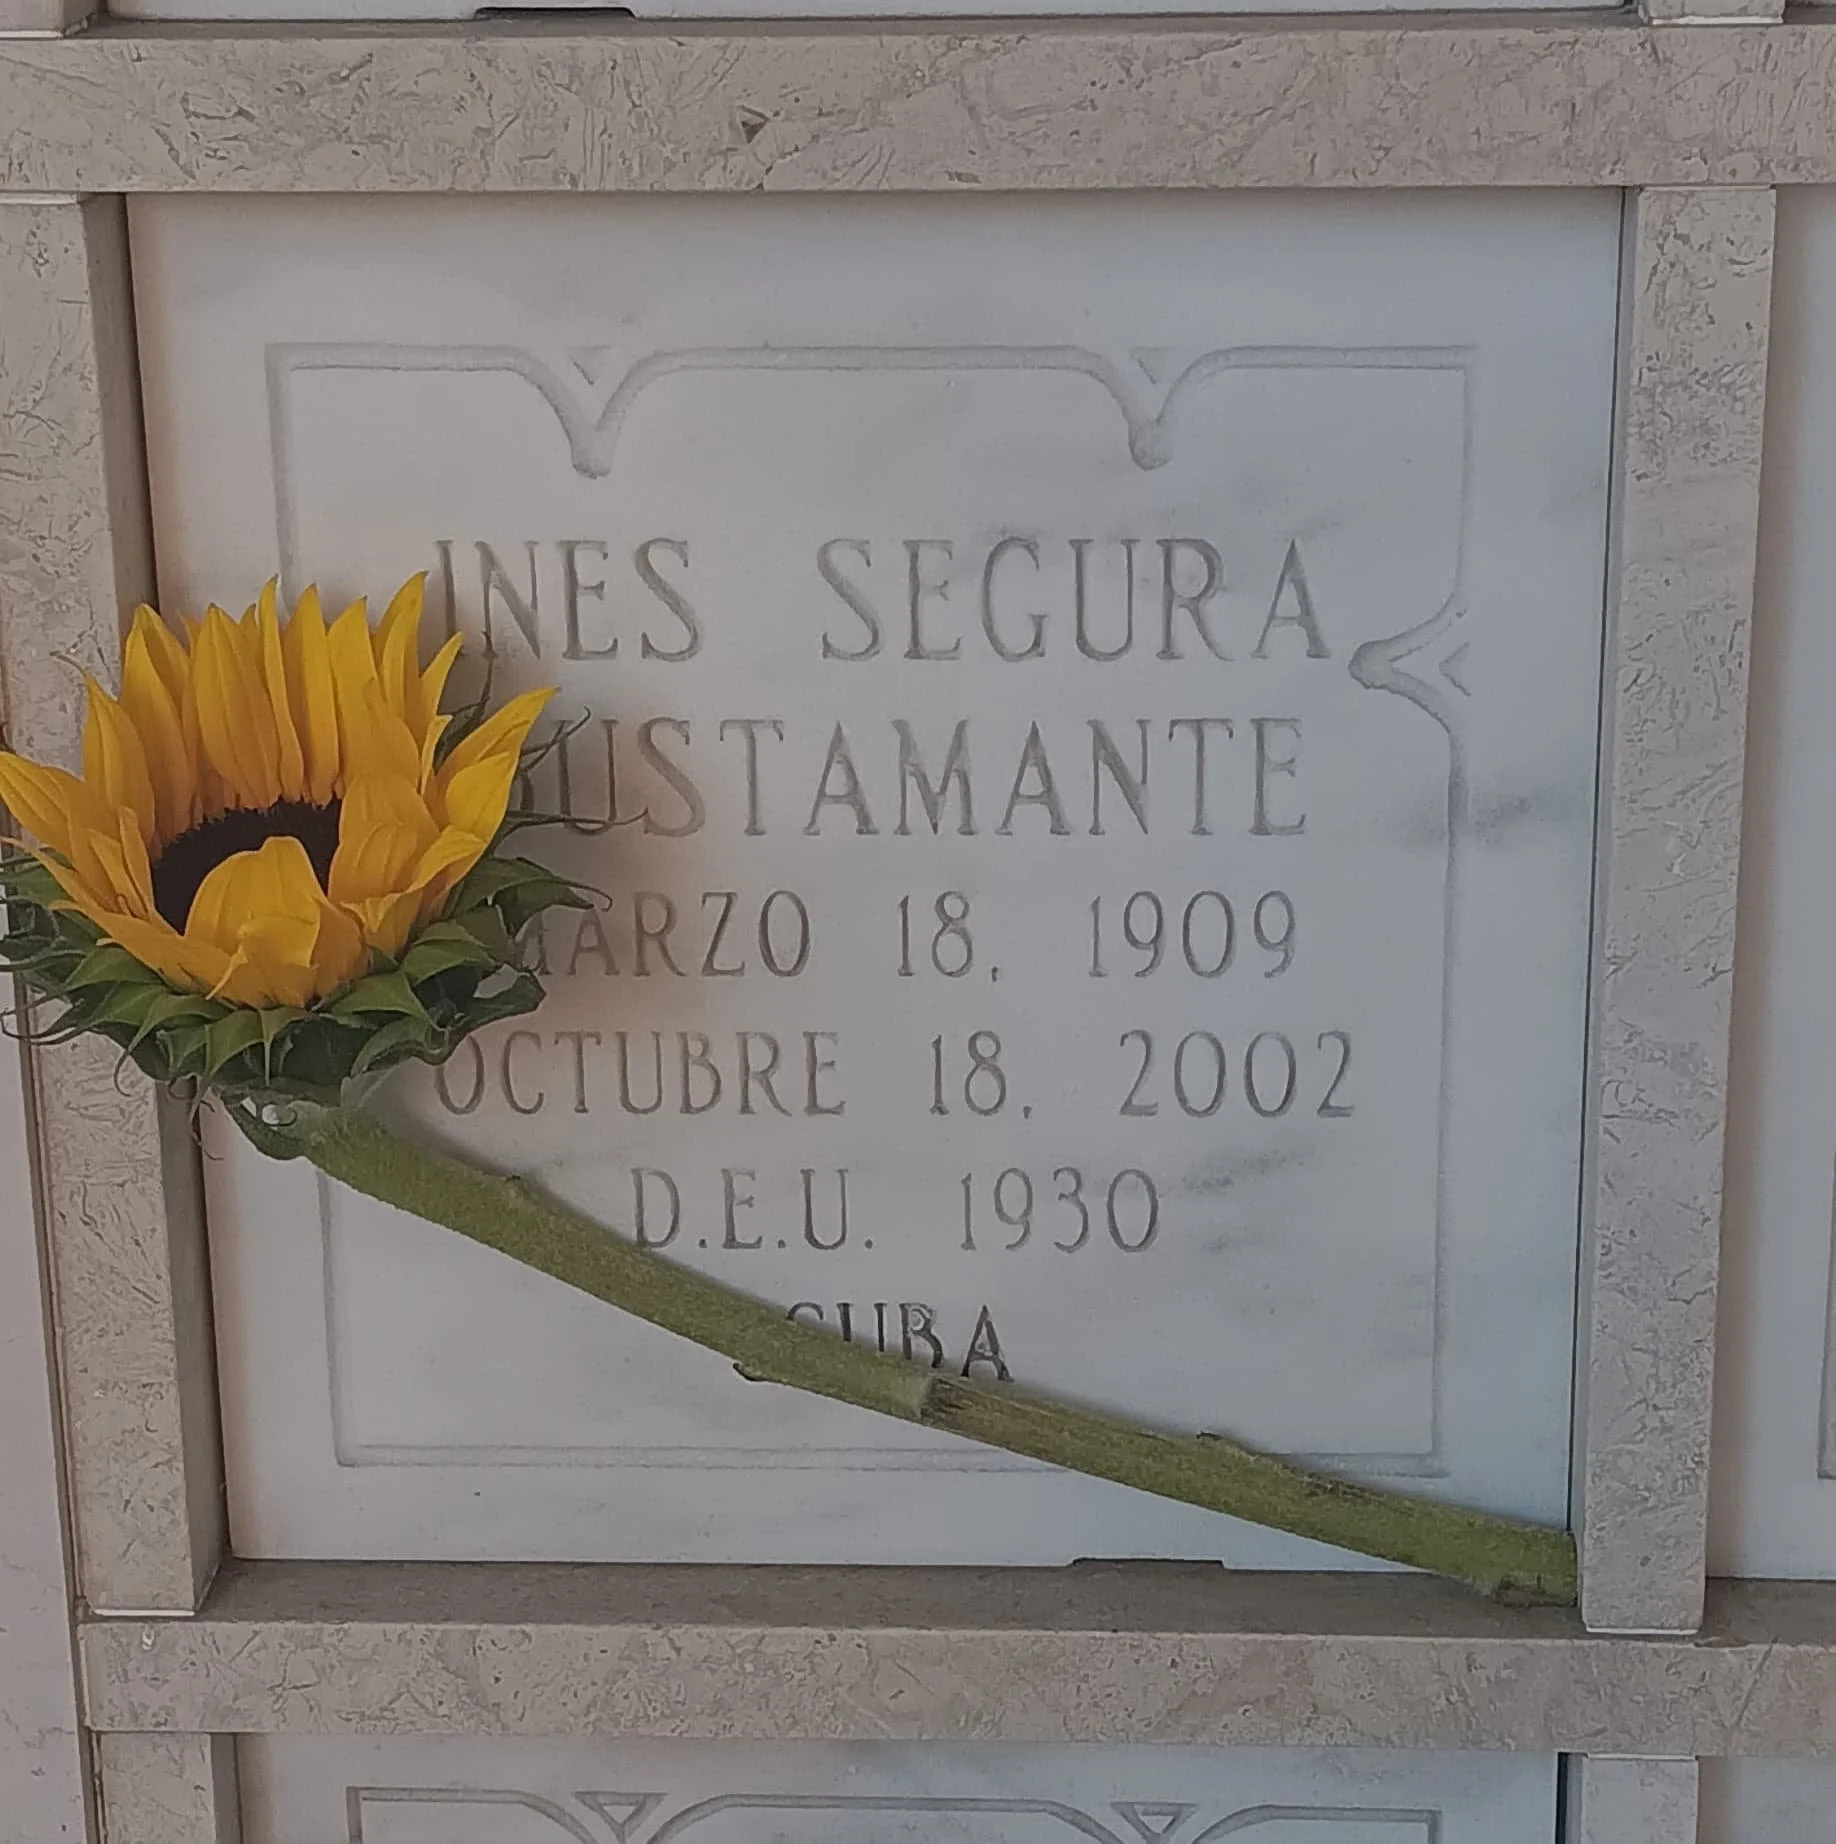 INES SEGURA
BUSTAMANTE
MARZO 18, 1909
OCTUBRE 18, 2002
D.E.U. 1930
CUBA